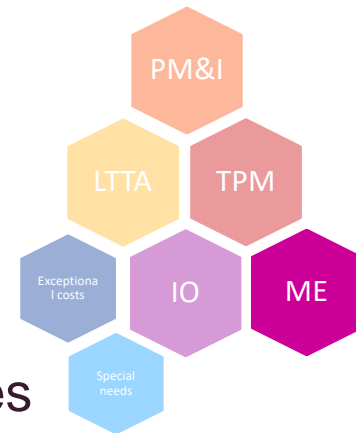 PM&I
LTTA
TPM
Exceptiona
l costs
IO
ME
Special
needs
es